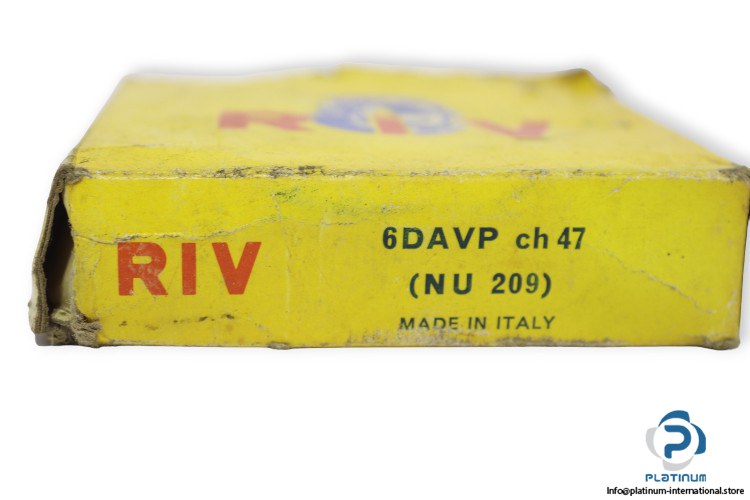 RIV
RIV
6DAVP ch 47
(NU 209)
MADE IN ITALY
PLATINUM
Info@platinum-international.store